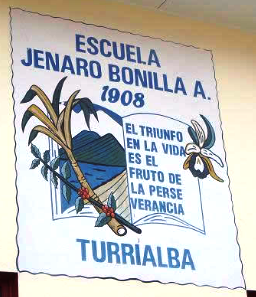 ESCUELA
JENARO BONILLA A.
1908
EL TRIUNFO
EN LA VIDA
ES EL
FRUTO DE
LA PERSE
VERANCIA
TURRIALBA